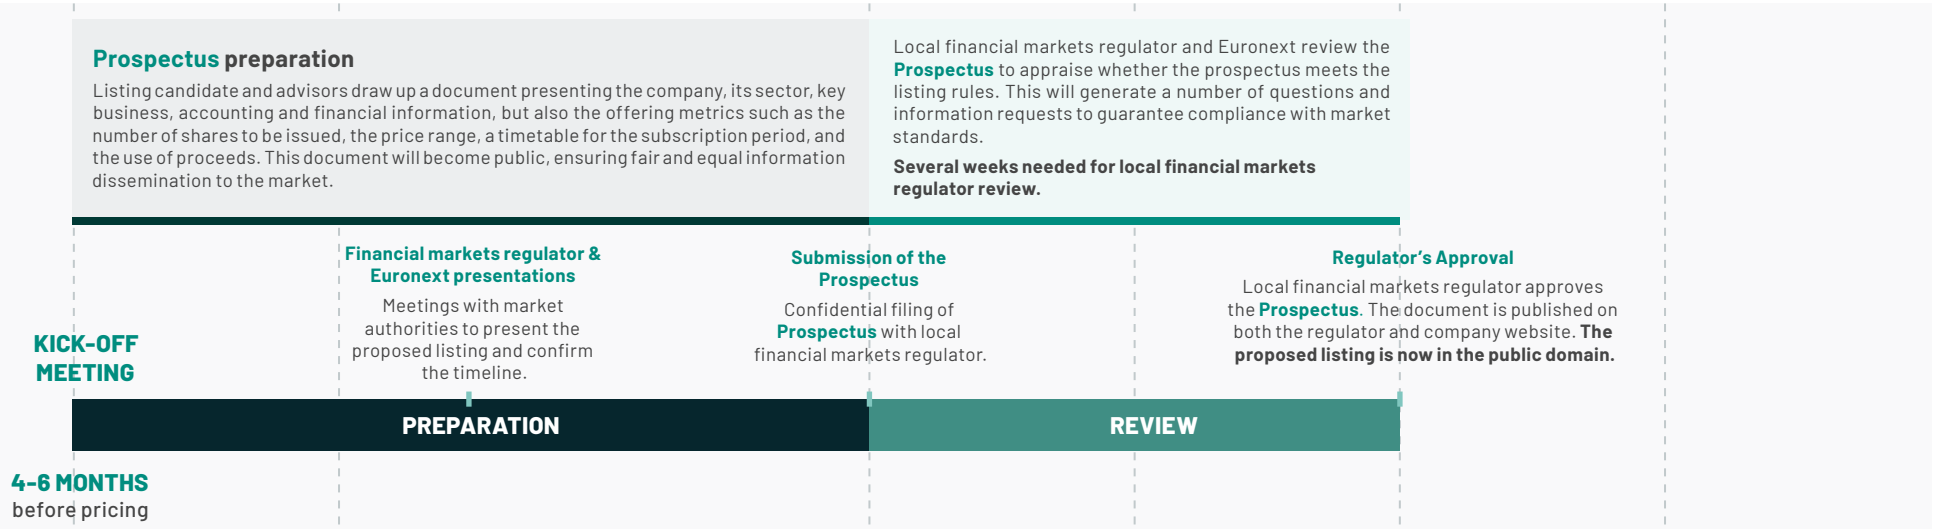 Prospectus preparation
Listing candidate and advisors draw up a document presenting the company, its sector, key
business, accounting and financial information, but also the offering metrics such as the
number of shares to be issued, the price range, a timetable for the subscription period, and
the use of proceeds. This document will become public, ensuring fair and equal information
dissemination to the market.
Local financial markets regulator and Euronext review the
Prospectus to appraise whether the prospectus meets the
listing rules. This will generate a number of questions and
information requests to guarantee compliance with market
standards.
Several weeks needed for local financial markets
regulator review.
KICK-OFF
MEETING
Financial markets regulator &
Euronext presentations
Meetings with market
authorities to present the
proposed listing and confirm
the timeline.
Submission of the
Prospectus
Confidential filing of
Prospectus with local
financial markets regulator.
Regulator's Approval
Local financial markets regulator approves
the Prospectus. The document is published on
both the regulator and company website. The
proposed listing is now in the public domain.
PREPARATION
REVIEW
4-6 MONTHS
before pricing